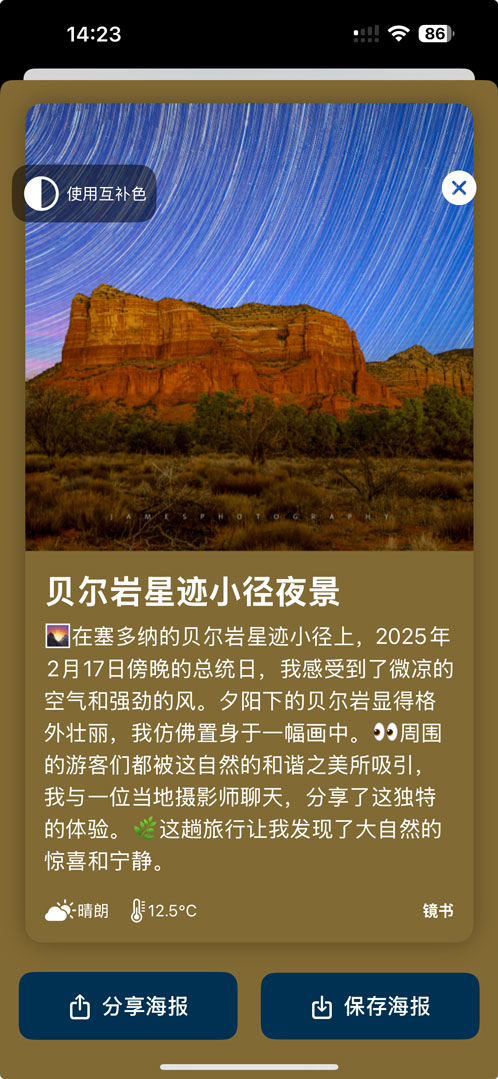 14:23
86
使用互补色
JAMESPHOTOGRAPHY
贝尔岩星迹小径夜景
🌄在塞多纳的贝尔岩星迹小径上，2025年
2月17日傍晚的总统日，我感受到了微凉的
空气和强劲的风。夕阳下的贝尔岩显得格
外壮丽，我仿佛置身于一幅画中。👀周围
的游客们都被这自然的和谐之美所吸引，
我与一位当地摄影师聊天，分享了这独特
的体验。🌿这趟旅行让我发现了大自然的
惊喜和宁静。
晴朗 12.5°C 镜书
分享海报 保存海报